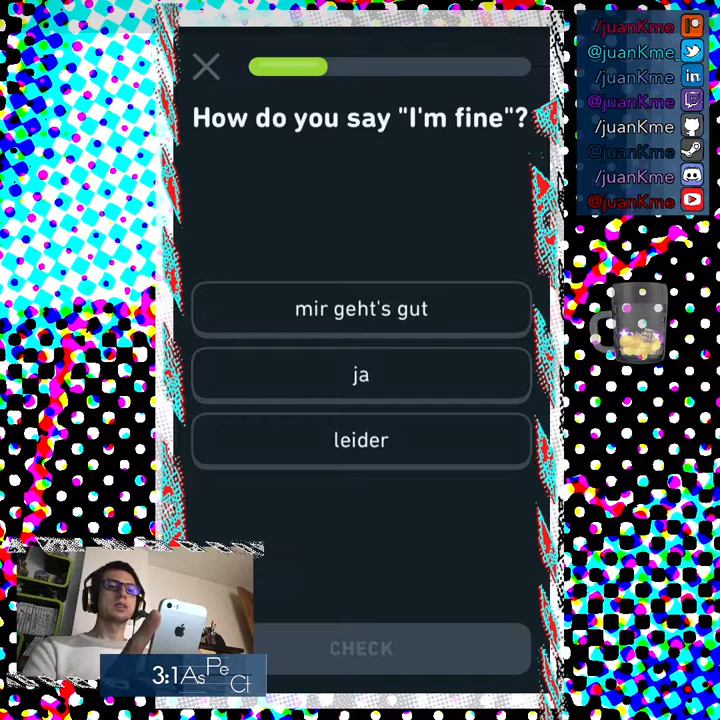 How do you say "I'm fine"?
mir geht's gut
ja
leider
CHECK
/juanKme
@juanKme_
/juanKme
@juanKme
/juanKme
@juanKme
/juanKme
@juanKme
3:1AsPeCt